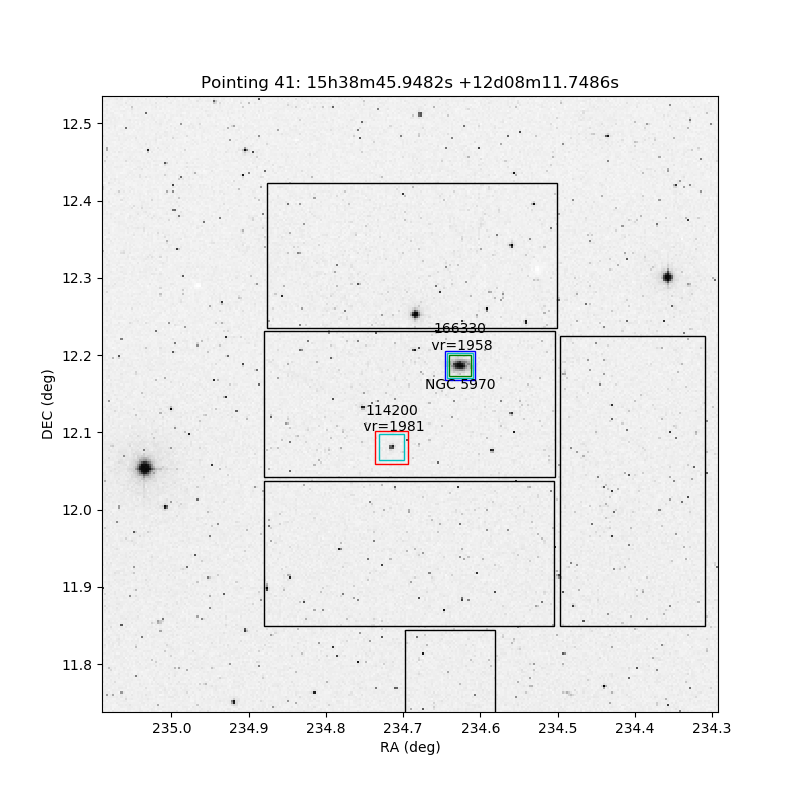 Pointing 41: 15h38m45.9482s +12d08m11.7486s
12.5
12.4
12.3
12.2
12.1
12.0
11.9
11.8
DEC (deg)
166330
vr=1958
NGC 5970
114200
vr=1981
235.0 234.9 234.8 234.7 234.6 234.5 234.4 234.3
RA (deg)